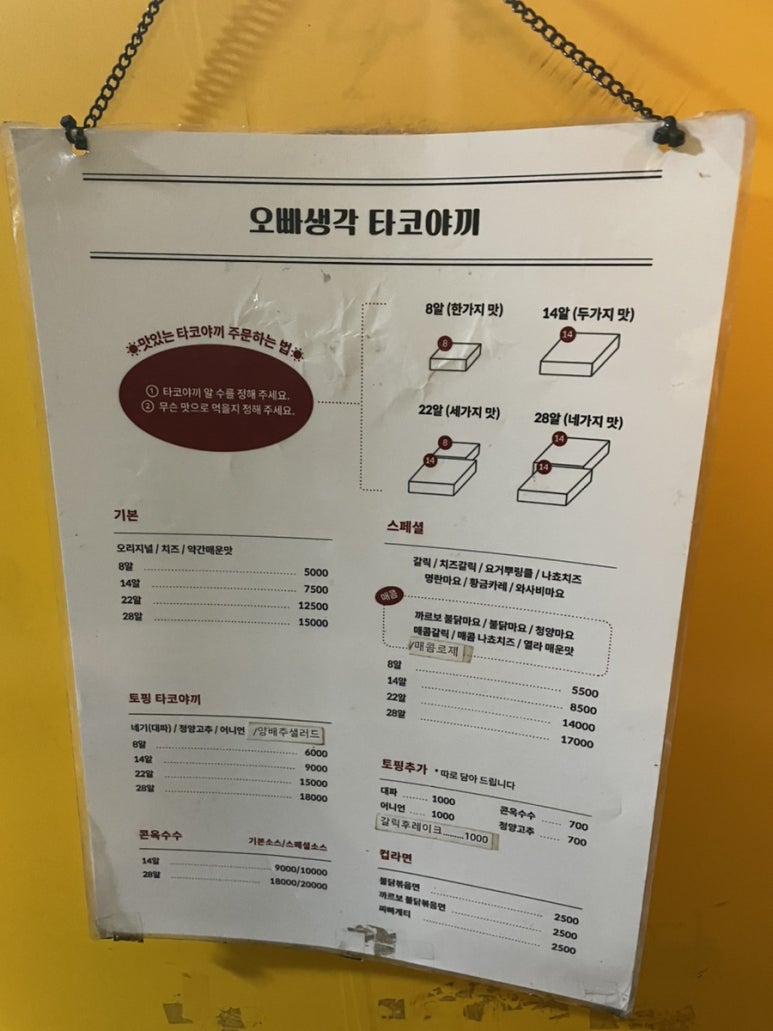 오빠생각 타코야끼
맛있는 타코야끼 주문하는 법
① 타코야끼 알 수를 정해 주세요.
② 무슨 맛으로 먹을지 정해 주세요.
8알 (한가지 맛)
8
14알 (두가지 맛)
14
22알 (세가지 맛)
8
14
28알 (네가지 맛)
14
14
기본
오리지널 / 치즈 / 약간매운맛
8알 5000
14알 7500
22알 12500
28알 15000
토핑 타코야끼
네기(대파) / 청양고추 / 어니언 /양배추샐러드
8알 6000
14알 9000
22알 15000
28알 18000
콘옥수수 기본소스/스페셜소스
14알 9000/10000
28알 18000/20000
스페셜
갈릭 / 치즈갈릭 / 요거뿌링클 / 나쵸치즈
명란마요 / 황금카레 / 와사비마요
매콤
까르보 불닭마요 / 불닭마요 / 청양마요
매콤갈릭 / 매콤 나쵸치즈 / 열라 매운맛
/매콤로제
8알 5500
14알 8500
22알 14000
28알 17000
토핑추가 *따로 담아 드립니다
대파 ...... 1000 콘옥수수 700
어니언 .... 1000 청양고추 700
갈릭후레이크.........1000
컵라면
불닭볶음면 2500
까르보 불닭볶음면 2500
짜빠게티 2500